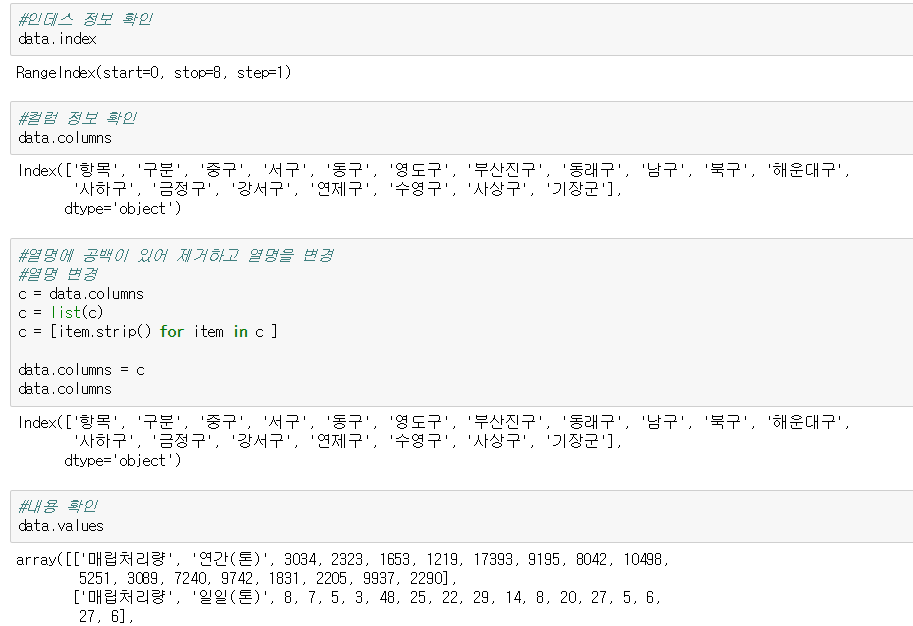 #인데스 정보 확인
data.index
RangeIndex(start=0, stop=8, step=1)
#컬럼 정보 확인
data.columns
Index(['항목', '구분', '중구', '서구', '동구', '영도구', '부산진구', '동래구', '남구', '북구', '해운대구',
'사하구', '금정구', '강서구', '연제구', '수영구', '사상구', '기장군'],
dtype='object')
#열명에 공백이 있어 제거하고 열명을 변경
#열명 변경
c = data.columns
c = list(c)
c = [item.strip() for item in c ]
data.columns = c
data.columns
Index(['항목', '구분', '중구', '서구', '동구', '영도구', '부산진구', '동래구', '남구', '북구', '해운대구',
'사하구', '금정구', '강서구', '연제구', '수영구', '사상구', '기장군'],
dtype='object')
#내용 확인
data.values
array([['매립처리량', '연간(톤)', 3034, 2323, 1653, 1219, 17393, 9195, 8042, 10498,
5251, 3089, 7240, 9742, 1831, 2205, 9937, 2290],
['매립처리량', '일일(톤)', 8, 7, 5, 3, 48, 25, 22, 29, 14, 8, 20, 27, 5, 6,
27, 6],